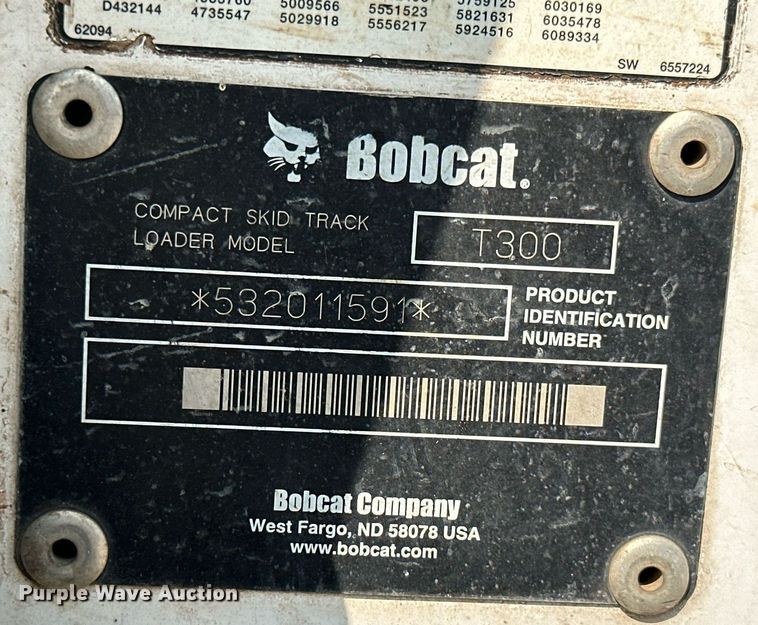 D432144
4735547
5009566
5029918
5551523
5556217
5759125
5821631
5924516
6030169
6035478
6089334
62094
SW 6557224
Bobcat®
COMPACT SKID TRACK
LOADER MODEL
T300
*532011591*
PRODUCT
IDENTIFICATION
NUMBER
Bobcat Company
West Fargo, ND 58078 USA
www.bobcat.com
Purple Wave Auction